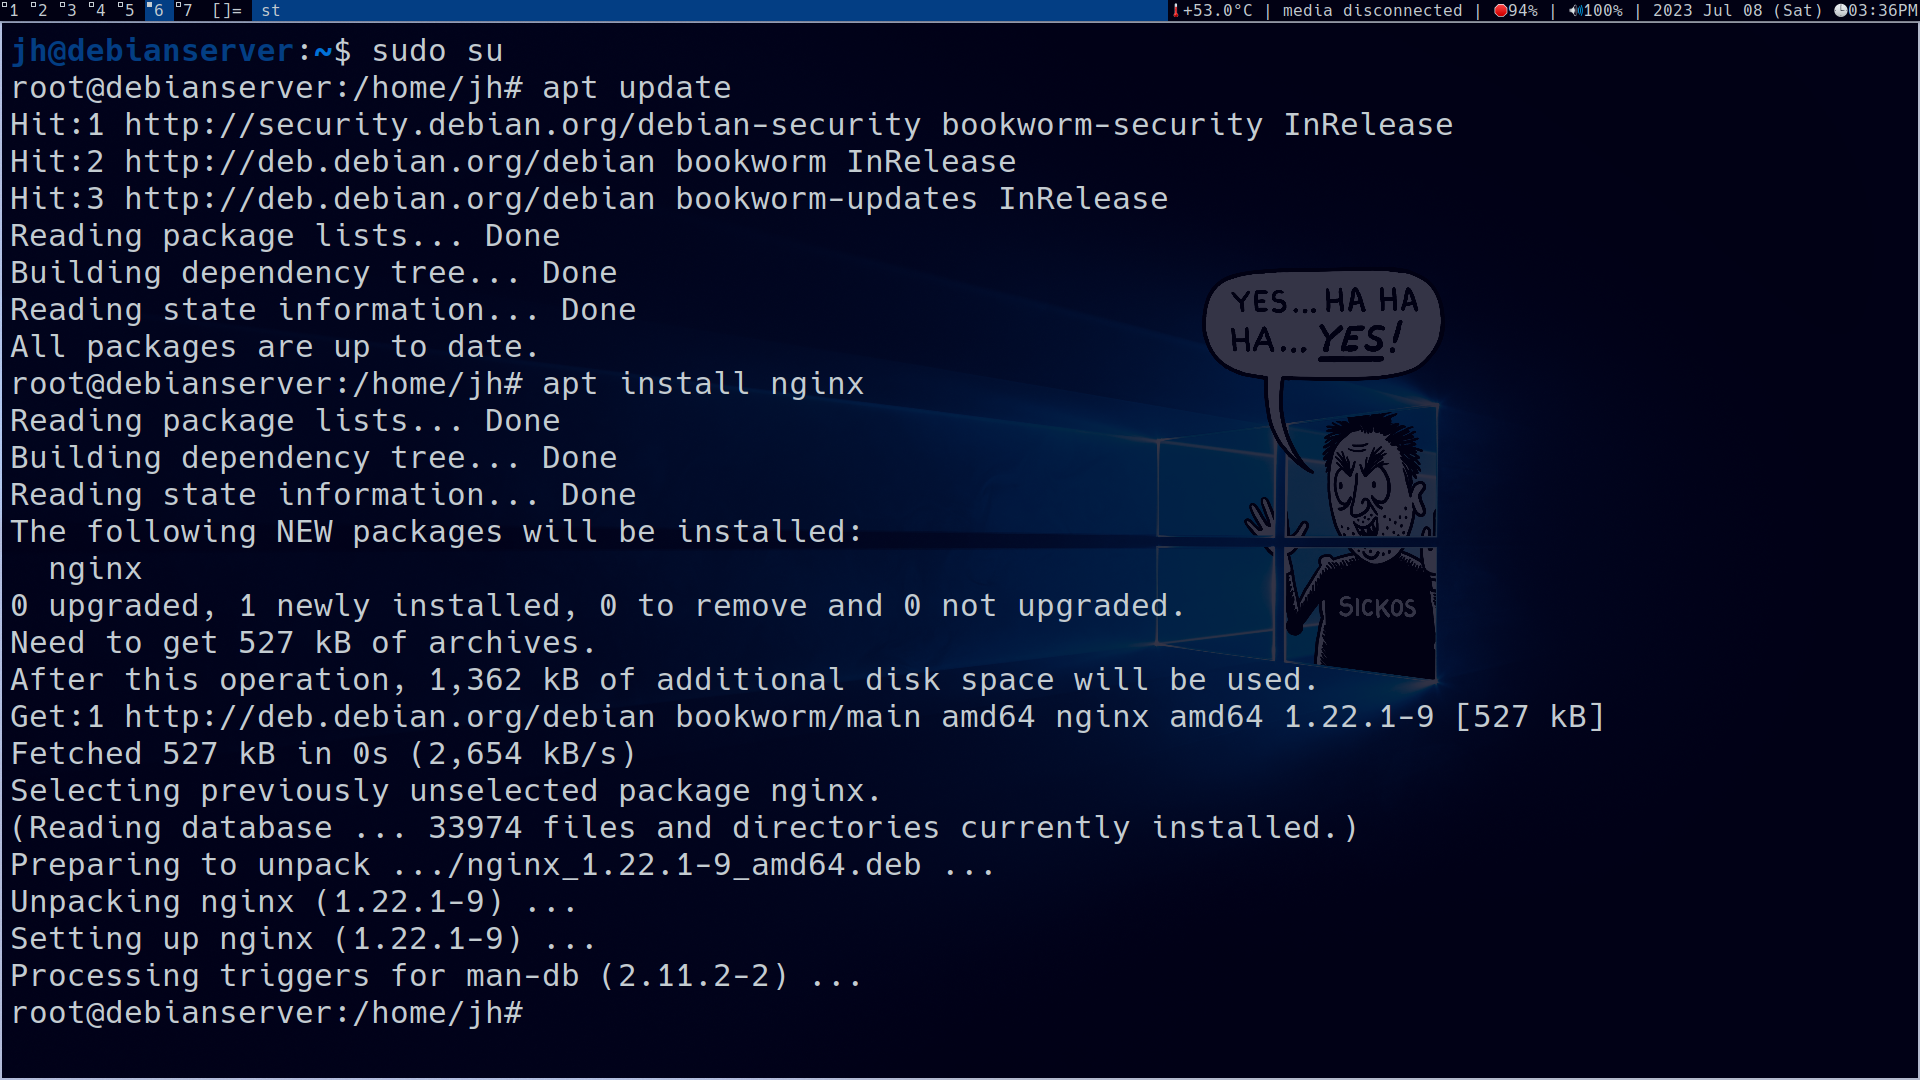 1 2 3 4 5 6 7 []= st +53.0°C | media disconnected | 94% | 100% | 2023 Jul 08 (Sat) 03:36PM
jh@debianserver:~$ sudo su
root@debianserver:/home/jh# apt update
Hit:1 http://security.debian.org/debian-security bookworm-security InRelease
Hit:2 http://deb.debian.org/debian bookworm InRelease
Hit:3 http://deb.debian.org/debian bookworm-updates InRelease
Reading package lists... Done
Building dependency tree... Done
Reading state information... Done
All packages are up to date.
root@debianserver:/home/jh# apt install nginx
Reading package lists... Done
Building dependency tree... Done
Reading state information... Done
The following NEW packages will be installed:
  nginx
0 upgraded, 1 newly installed, 0 to remove and 0 not upgraded.
Need to get 527 kB of archives.
After this operation, 1,362 kB of additional disk space will be used.
Get:1 http://deb.debian.org/debian bookworm/main amd64 nginx amd64 1.22.1-9 [527 kB]
Fetched 527 kB in 0s (2,654 kB/s)
Selecting previously unselected package nginx.
(Reading database ... 33974 files and directories currently installed.)
Preparing to unpack .../nginx_1.22.1-9_amd64.deb ...
Unpacking nginx (1.22.1-9) ...
Setting up nginx (1.22.1-9) ...
Processing triggers for man-db (2.11.2-2) ...
root@debianserver:/home/jh#
YES...HA HA
HA...YES!
SICKOS